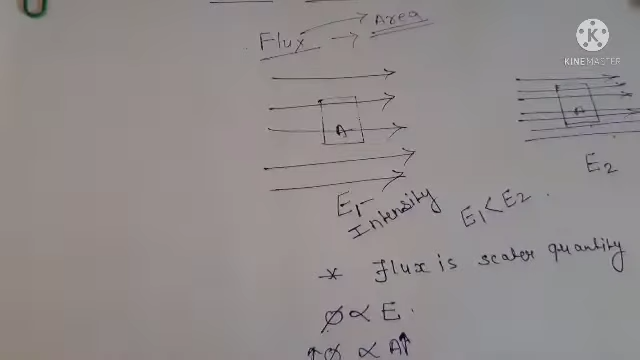 Flux → Area
KINEMASTER
A
A
E1
Intensity
E2
E1 < E2
* Flux is scalar quantity
∅ ∝ E.
↑∅ ∝ A↑